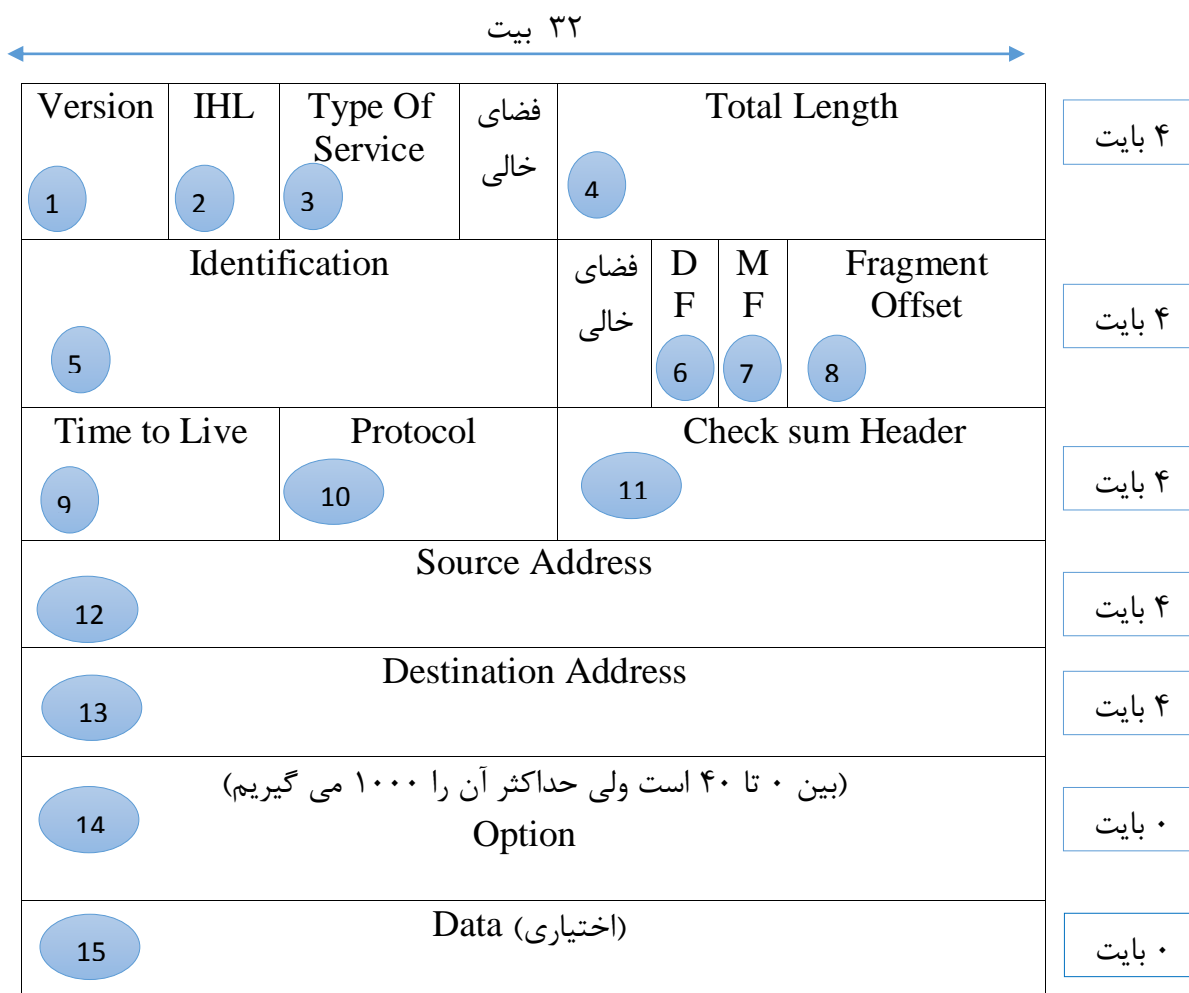 ۳۲ بیت
Version IHL Type Of فضای Total Length
Service خالی
۴ بایت
1 2 3 4
Identification فضای D M Fragment
خالی F F Offset
۴ بایت
5 6 7 8
Time to Live Protocol Check sum Header
۴ بایت
9 10 11
Source Address
۴ بایت
12
Destination Address
۴ بایت
13
(بین ۰ تا ۴۰ است ولی حداکثر آن را ۱۰۰۰ می گیریم)
14
Option
۰ بایت
Data (اختیاری)
15
۰ بایت